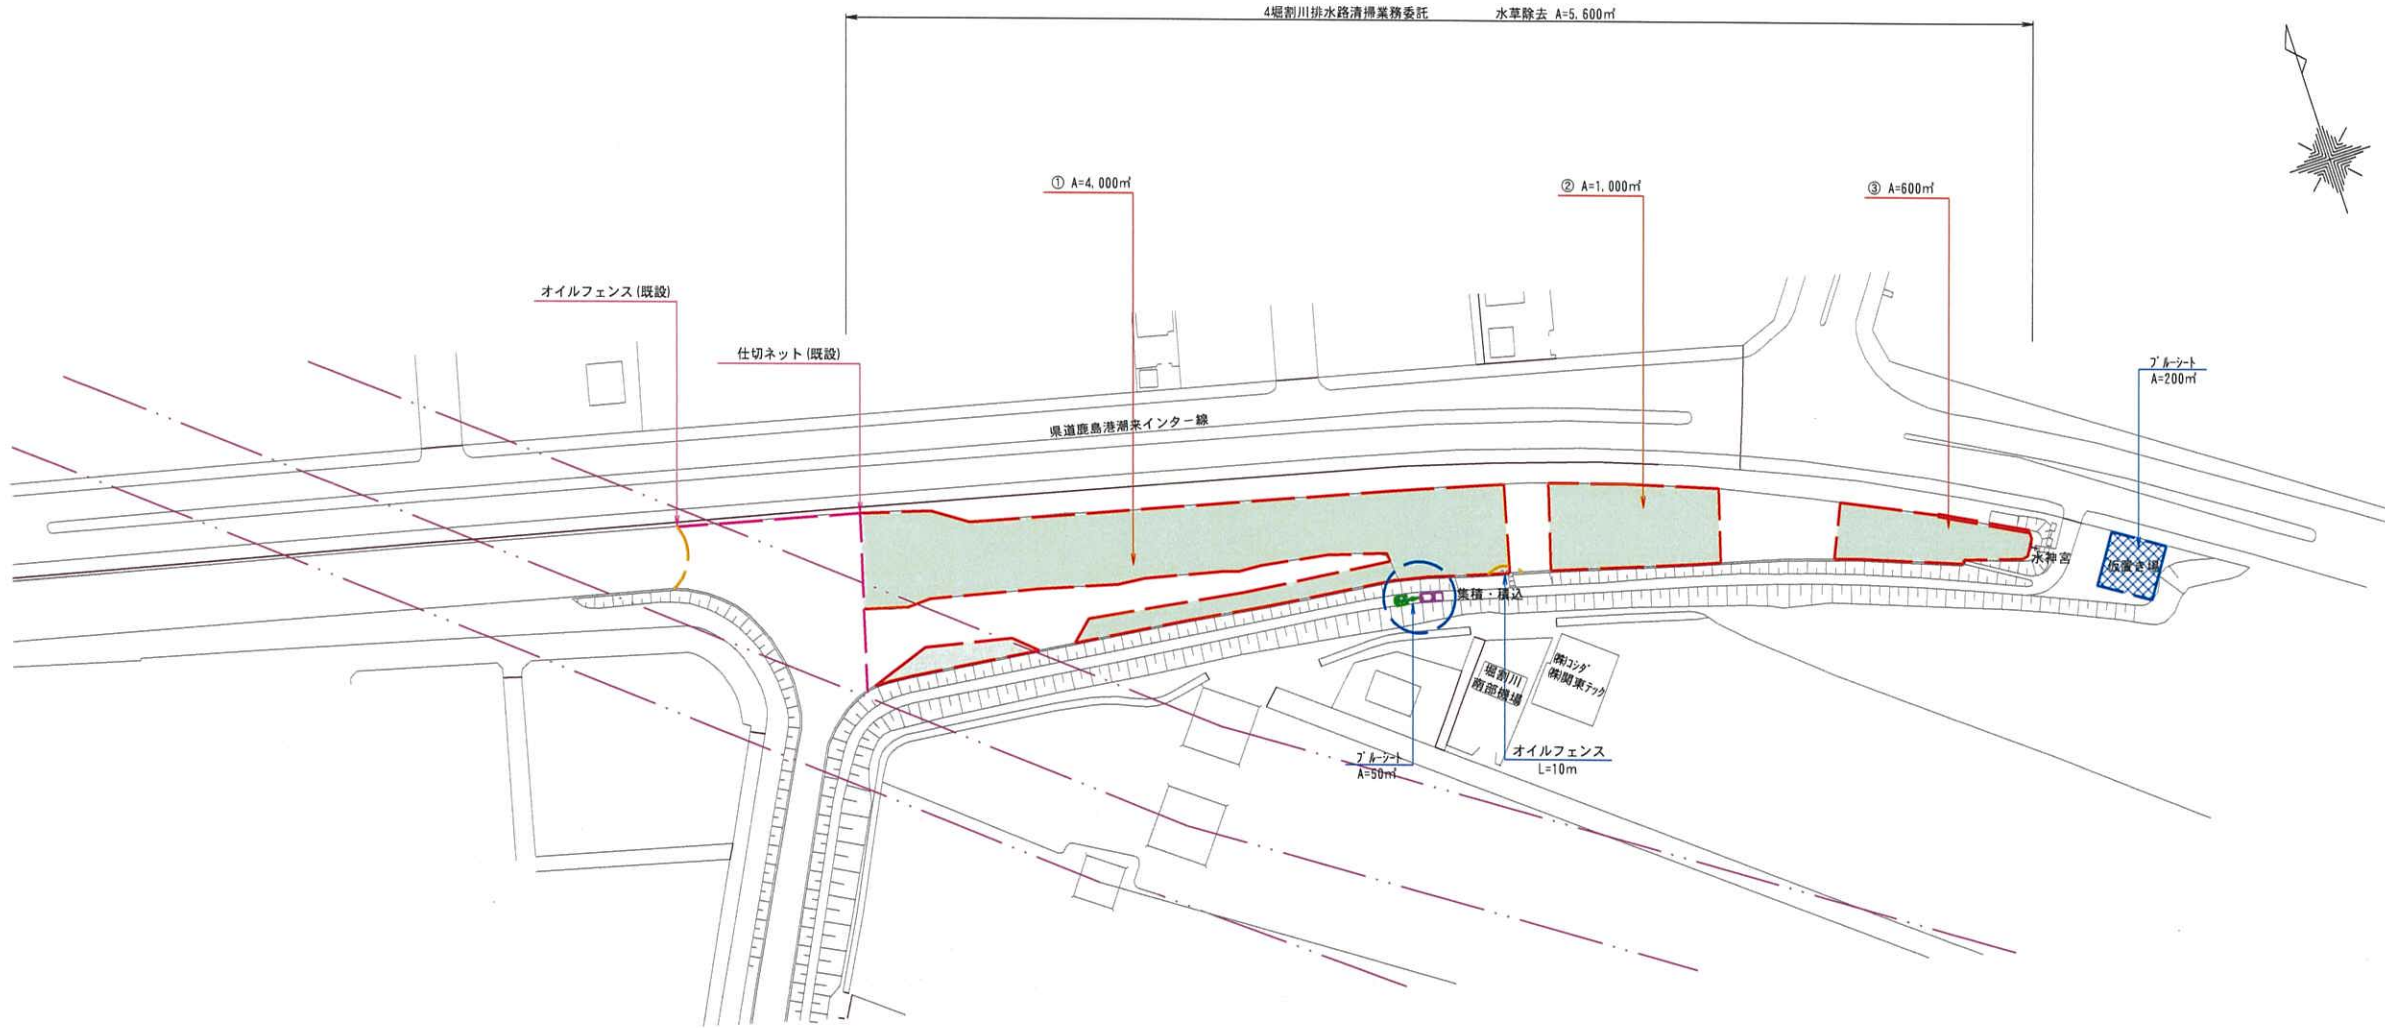 4堀割川排水路清掃業務委託 水草除去 A=5,600㎡
① A=4,000㎡
② A=1,000㎡
③ A=600㎡
オイルフェンス(既設)
仕切ネット(既設)
ブルーシート
A=200㎡
県道鹿島港潮来インター線
水神宮
仮置き場
集積・積込
㈱コシダ
㈱関東テック
堀割川
南部機場
ブルーシート
A=50㎡
オイルフェンス
L=10m